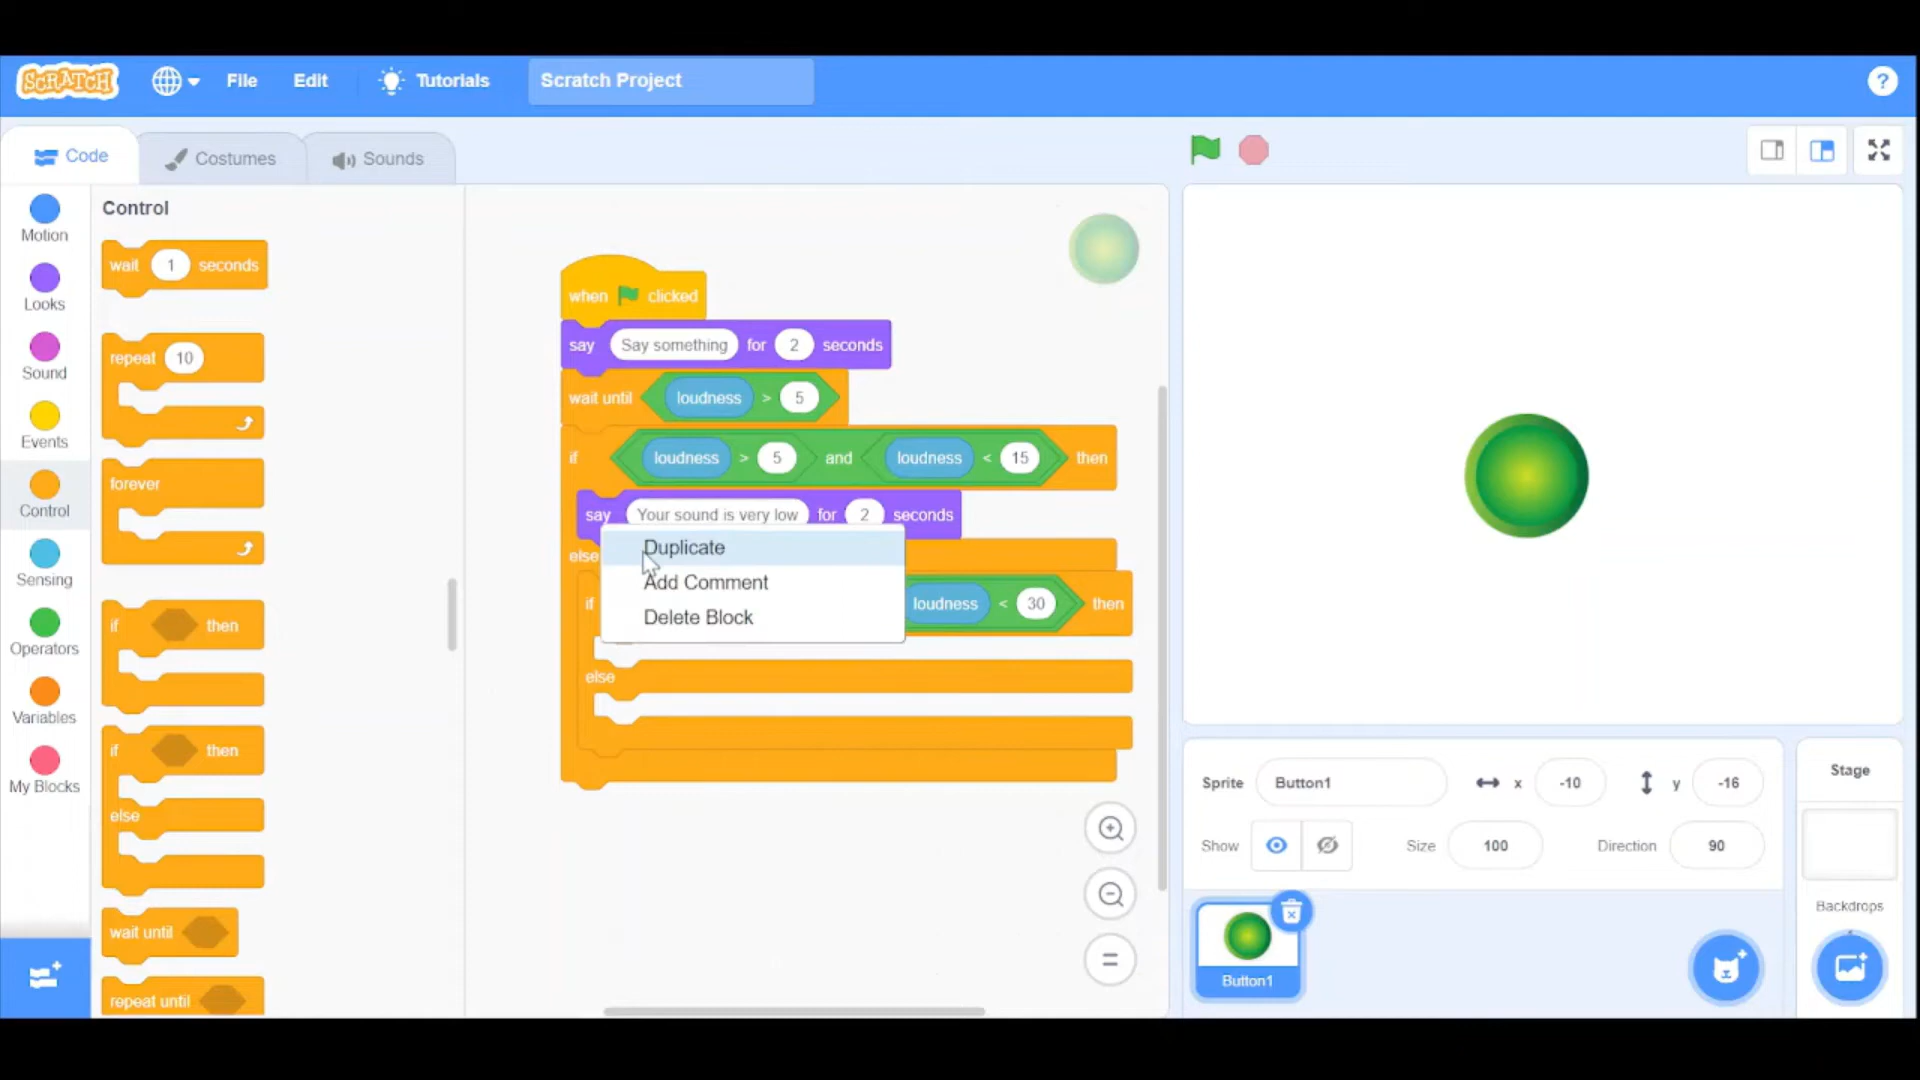 SCRATCH File Edit Tutorials Scratch Project ?
Code Costumes Sounds
Motion
Looks
Sound
Events
Control
Sensing
Operators
Variables
My Blocks
Control
wait 1 seconds
repeat 10
forever
if then
if then
else
wait until
repeat until
when clicked
say Say something for 2 seconds
wait until loudness > 5
if loudness > 5 and loudness < 15 then
say Your sound is very low for 2 seconds
else
if loudness < 30 then
else
Duplicate
Add Comment
Delete Block
Sprite Button1 x -10 y -16
Show Size 100 Direction 90
Button1
Stage
Backdrops